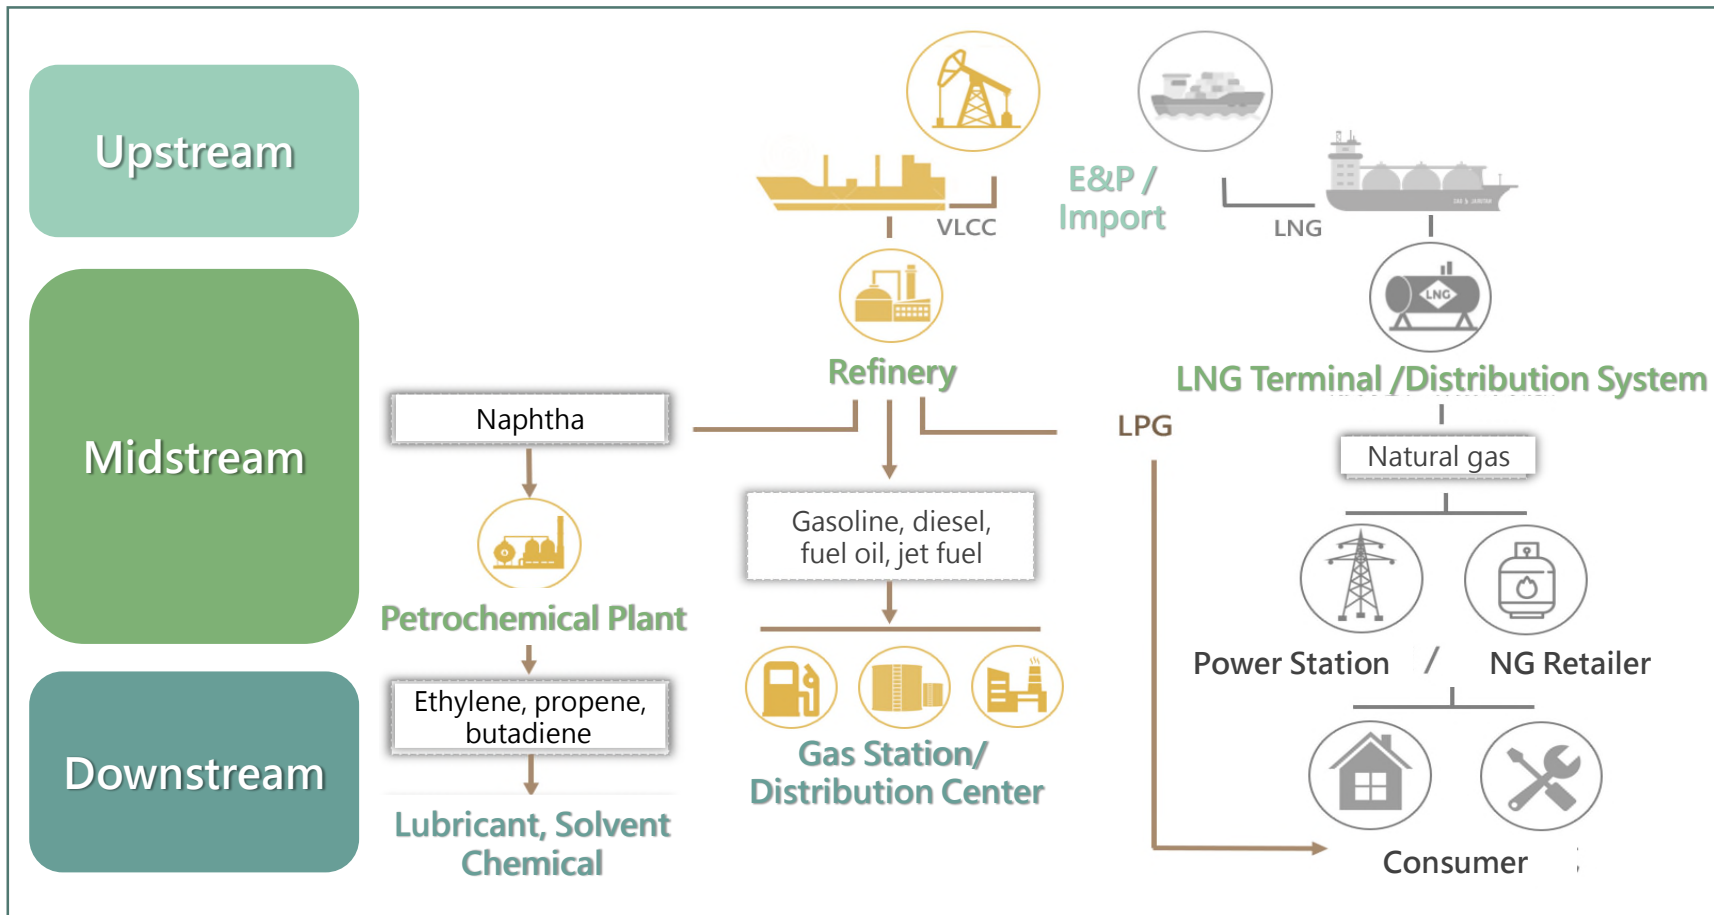 Upstream
E&P /
Import
VLCC
LNG
Midstream
LNG
Refinery
LNG Terminal /Distribution System
Naphtha
LPG
Natural gas
Gasoline, diesel,
fuel oil, jet fuel
Petrochemical Plant
Power Station / NG Retailer
Downstream
Ethylene, propene,
butadiene
Gas Station/
Distribution Center
Lubricant, Solvent
Chemical
Consumer